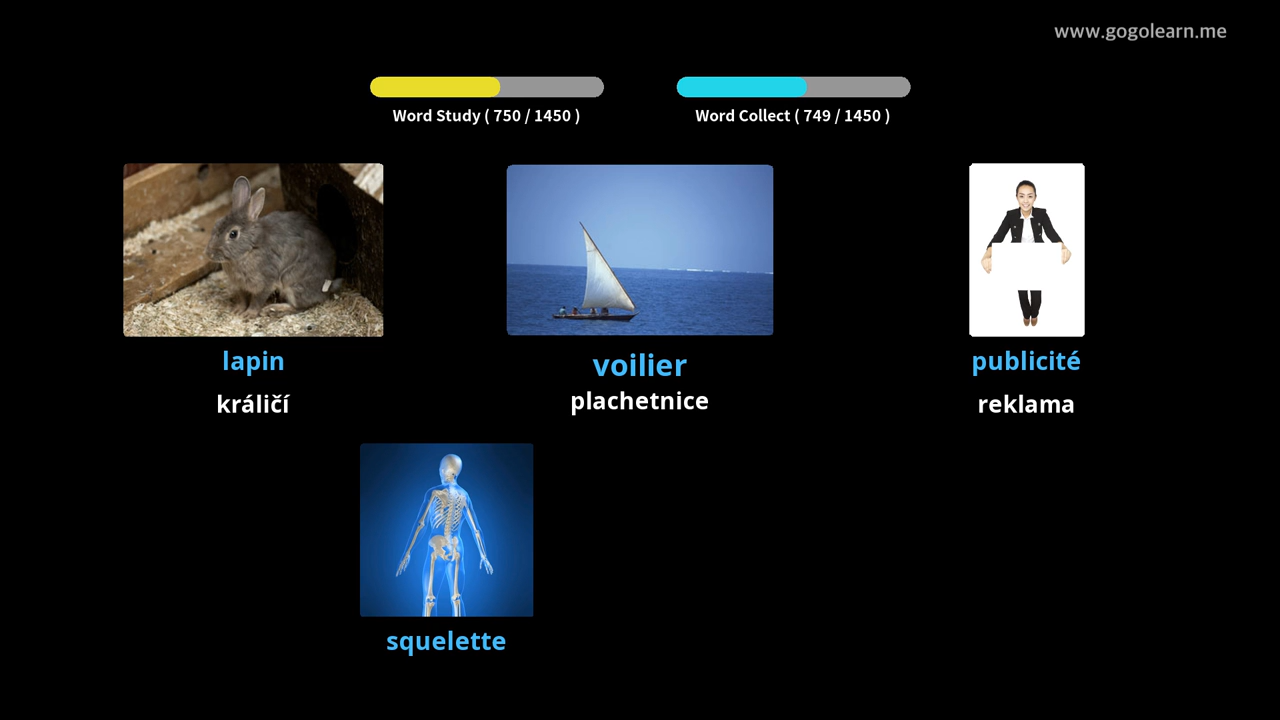 www.gogolearn.me
Word Study ( 750 / 1450 )
Word Collect ( 749 / 1450 )
lapin
králičí
voilier
plachetnice
publicité
reklama
squelette